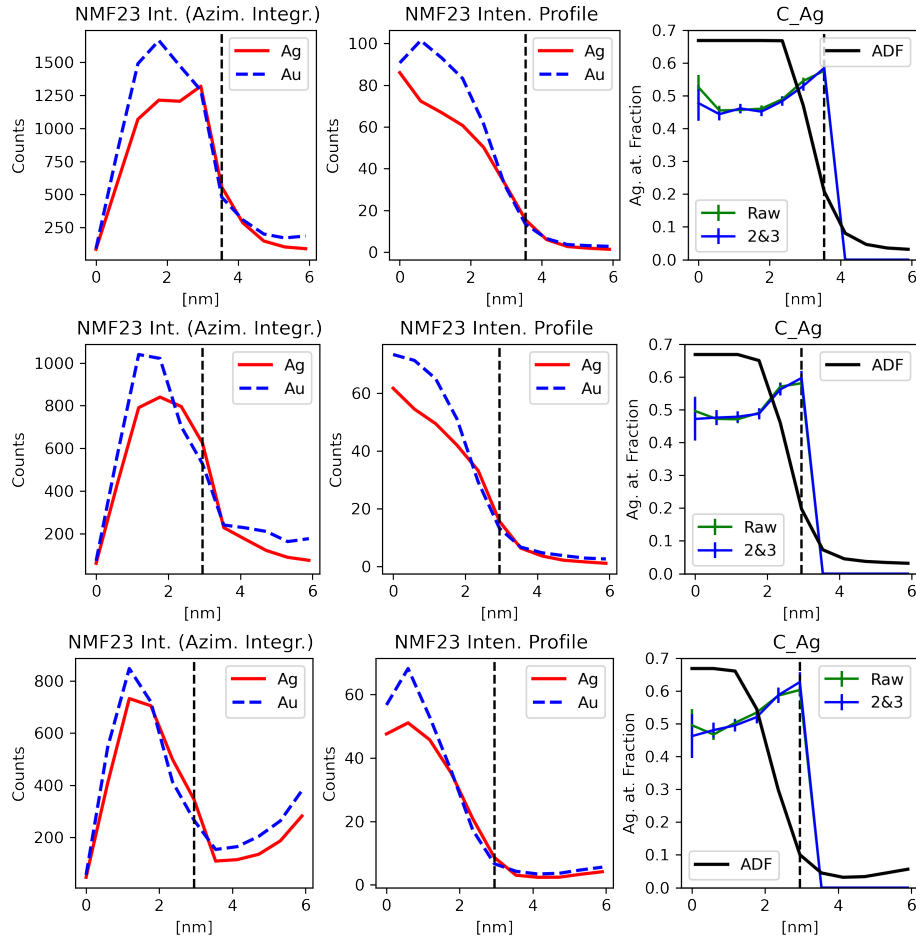 NMF23 Int. (Azim. Integr.)
NMF23 Inten. Profile
C_Ag
Counts
1500
1250
1000
750
500
250
Ag
Au
0
2
4
6
[nm]
Counts
100
80
60
40
20
0
Ag
Au
0
2
4
6
[nm]
Ag. at. Fraction
0.7
0.6
0.5
0.4
0.3
0.2
0.1
0.0
ADF
Raw
2&3
0
2
4
6
[nm]
NMF23 Int. (Azim. Integr.)
NMF23 Inten. Profile
C_Ag
Counts
1000
800
600
400
200
Ag
Au
0
2
4
6
[nm]
Counts
60
40
20
0
Ag
Au
0
2
4
6
[nm]
Ag. at. Fraction
0.7
0.6
0.5
0.4
0.3
0.2
0.1
0.0
ADF
Raw
2&3
0
2
4
6
[nm]
NMF23 Int. (Azim. Integr.)
NMF23 Inten. Profile
C_Ag
Counts
800
600
400
200
Ag
Au
0
2
4
6
[nm]
Counts
60
40
20
0
Ag
Au
0
2
4
6
[nm]
Ag. at. Fraction
0.7
0.6
0.5
0.4
0.3
0.2
0.1
0.0
Raw
2&3
ADF
0
2
4
6
[nm]